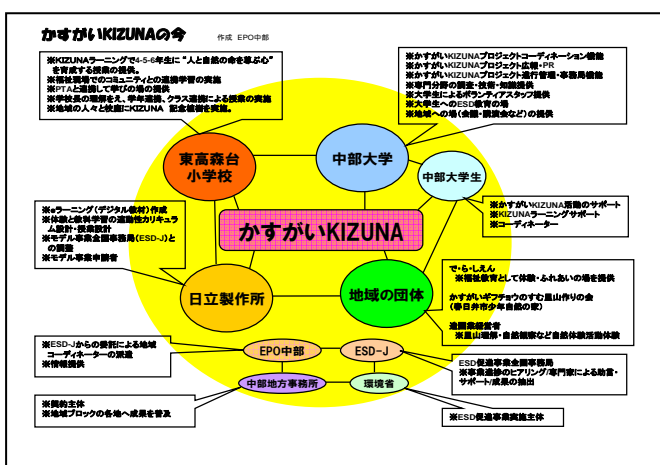 かすがいKIZUNAの今
作成 EPO中部
※KIZUNAラーニングで4-5-6年生に “人と自然の命を尊ぶ心”
を育成する授業の提供。
※福祉現場でのコミュニティとの連携学習の実施
※PTAと連携して学びの場の提供
※学校長の理解をえ、学年連携、クラス連携による授業の実施
※地域の人々と校庭にKIZUNA 記念植樹を実施。
※かすがいKIZUNAプロジェクトコーディネーション機能
※かすがいKIZUNAプロジェクト広報・PR
※かすがいKIZUNAプロジェクト進行管理・事務局機能
※専門分野の調査・技術・知識提供
※大学生によるボランティアスタッフ提供
※大学生へのESD教育の場
※地域への場(会議・講演会など)の提供
東高森台
小学校
中部大学
中部大学生
※かすがいKIZUNA活動のサポート
※KIZUNAラーニングサポート
※コーディネーター
※eラーニング(デジタル教材)作成
※体験と教科学習の連動性カリキュラ
ム設計・授業設計
※モデル事業全国事務局(ESD-J)と
の調整
※モデル事業申請者
かすがいKIZUNA
日立製作所
地域の団体
で・ら・しえん
※福祉教育として体験・ふれあいの場を提供
かすがいギフチョウのすむ里山作りの会
(春日井市少年自然の家)
造園業経営者
※里山理解・自然観察など自然体験活動体験
※ESD-Jからの委託による地域
コーディネーターの派遣
※情報提供
EPO中部
ESD-J
ESD促進事業全国事務局
※事業進捗のヒアリング/専門家による助言・
サポート/成果の抽出
中部地方事務所
環境省
※契約主体
※地域ブロックの各地へ成果を普及
※ESD促進事業実施主体